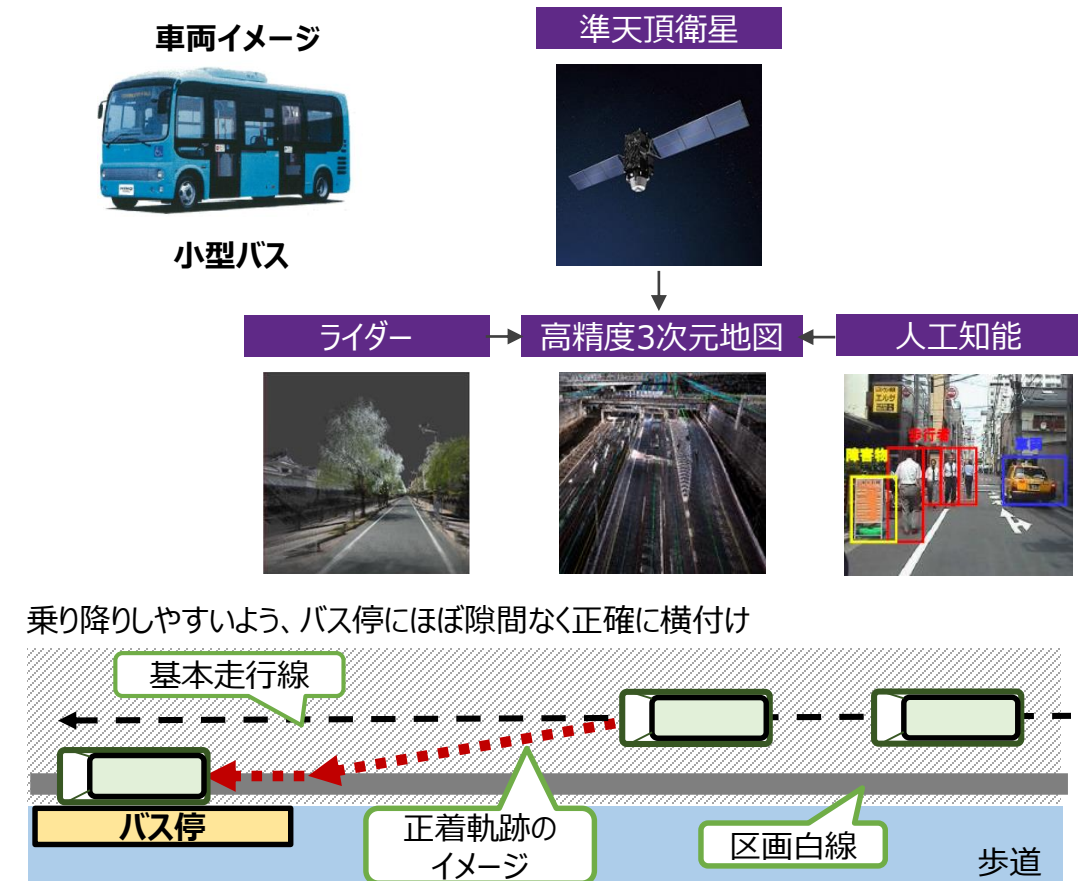 車両イメージ
準天頂衛星
小型バス
ライダー
高精度3次元地図
人工知能
歩行者
車両
障害物
乗り降りしやすいよう、バス停にほぼ隙間なく正確に横付け
基本走行線
バス停
正着軌跡の
イメージ
区画白線
歩道